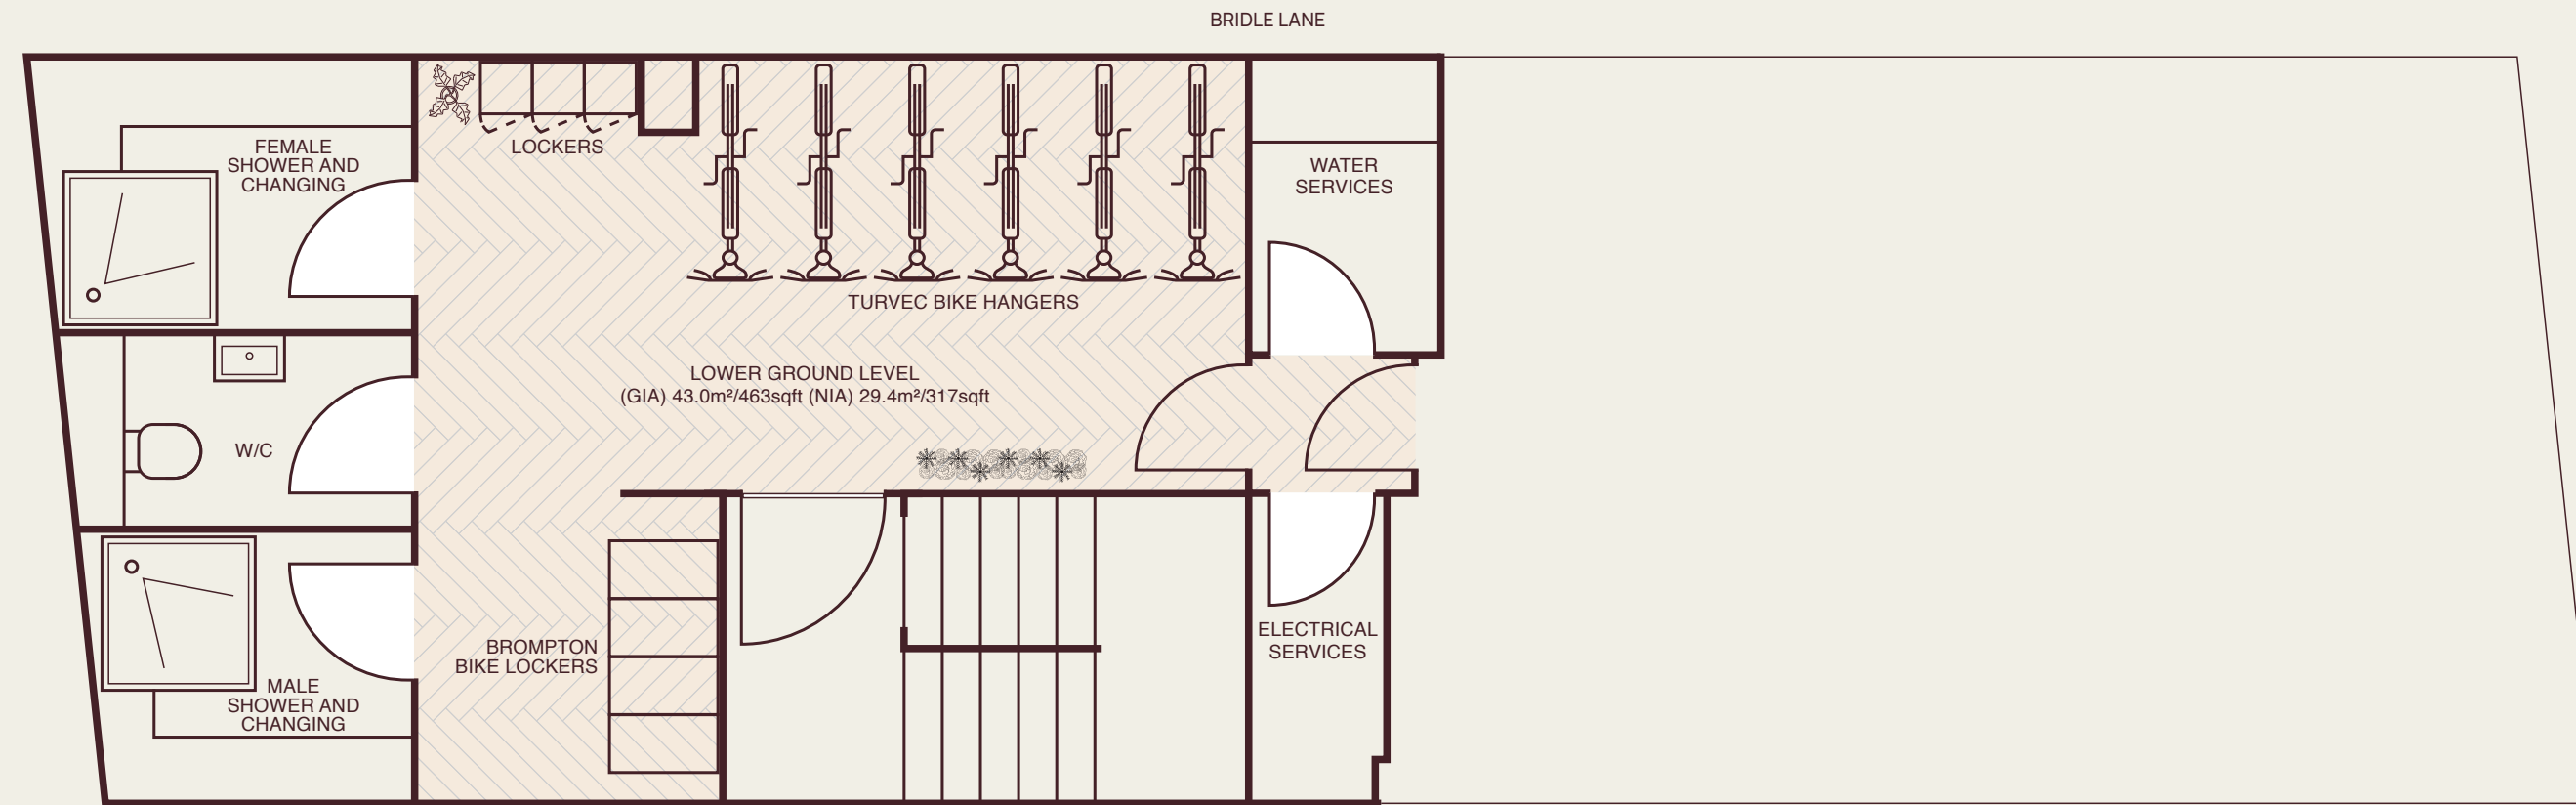 BRIDLE LANE
FEMALE
SHOWER AND
CHANGING
LOCKERS
WATER
SERVICES
TURVEC BIKE HANGERS
LOWER GROUND LEVEL
(GIA) 43.0m²/463sqft (NIA) 29.4m²/317sqft
W/C
BROMPTON
BIKE LOCKERS
ELECTRICAL
SERVICES
MALE
SHOWER AND
CHANGING